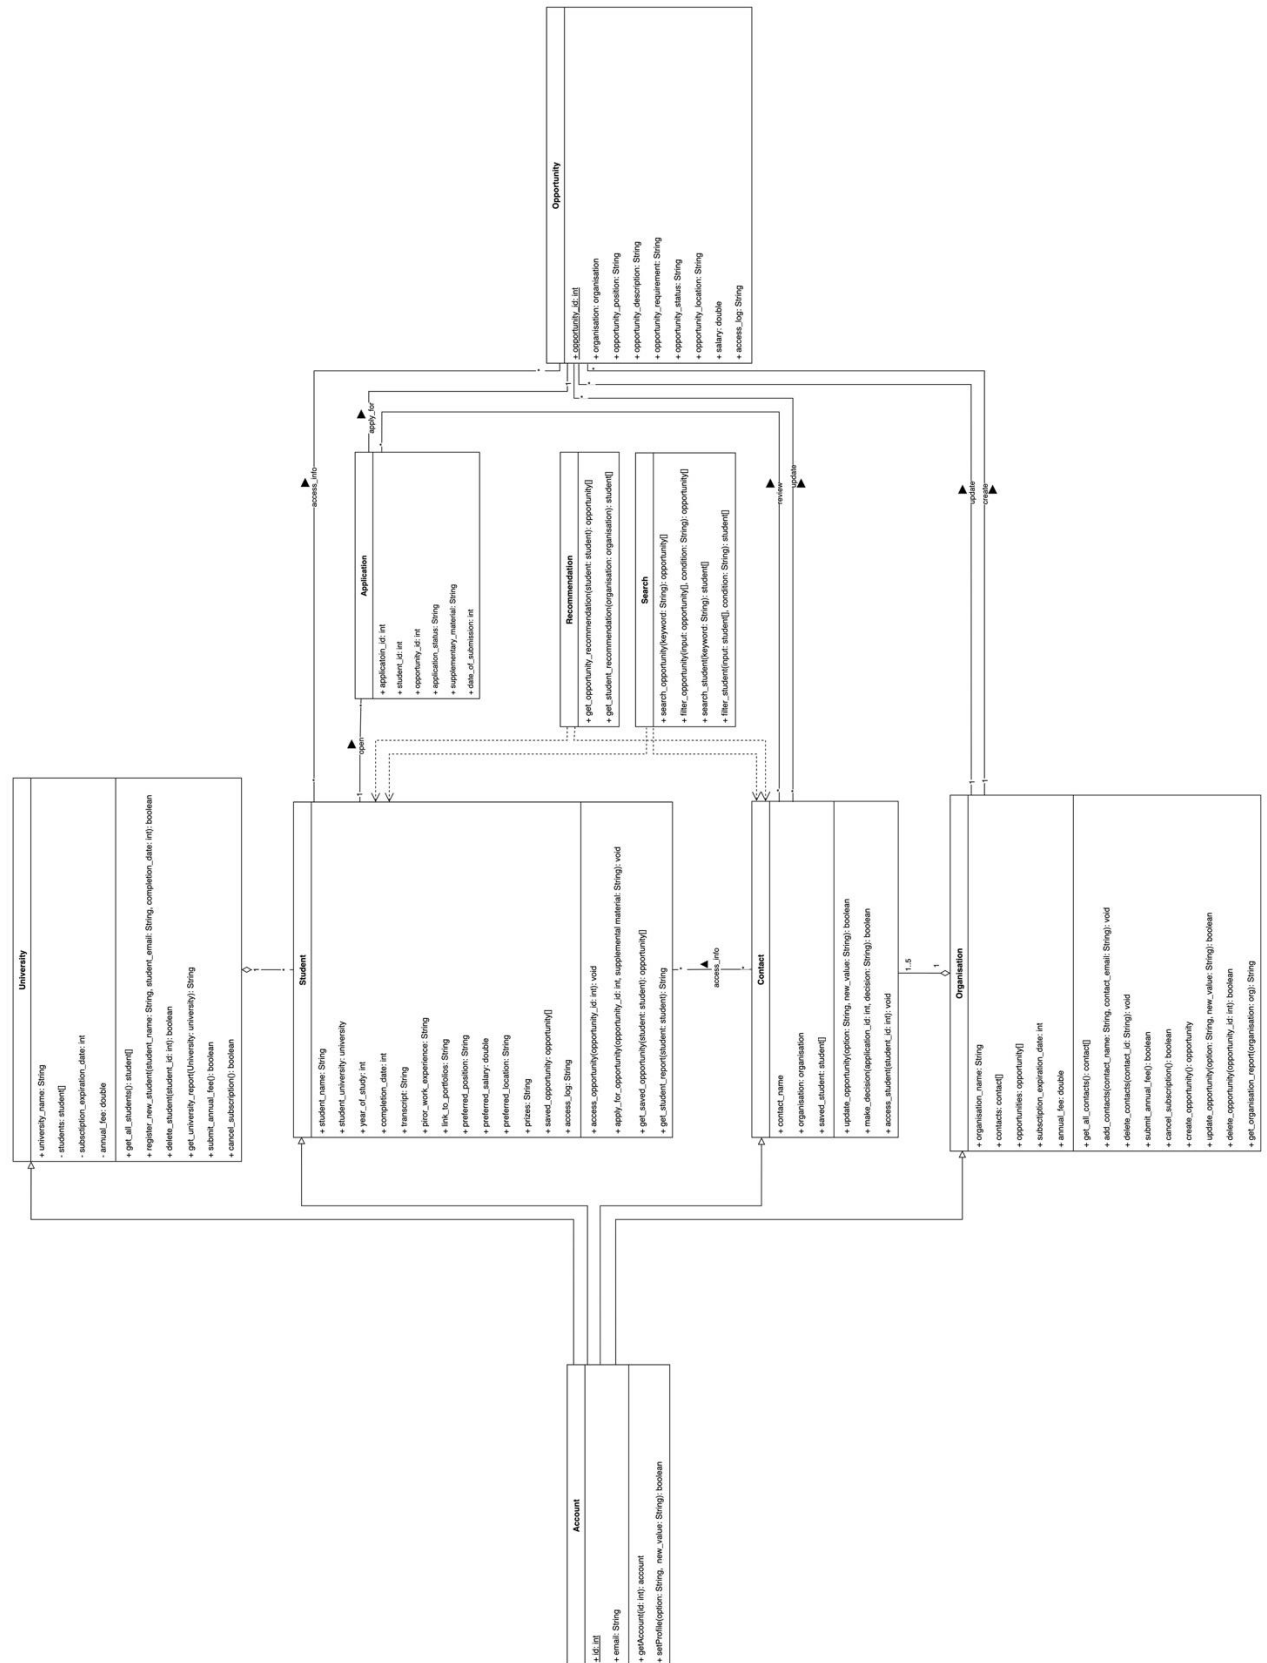 Account
+ id: int
+ email: String
+ getAccount(id: int): account
+ setProfile(option: String, new_value: String): boolean
University
+ university_name: String
- students: student[]
- subsctiption_expiration_date: int
- annual_fee: double
+ get_all_students(): student[]
+ register_new_student(student_name: String, student_email: String, completion_date: int): boolean
+ delete_student(student_id: int): boolean
+ get_university_report(University: university): String
+ submit_annual_fee(): boolean
+ cancel_subscription(): boolean
1
*
Student
+ student_name: String
+ student_university: university
+ year_of_study: int
+ completion_date: int
+ transcript: String
+ piror_work_experience: String
+ link_to_portfolios: String
+ preferred_position: String
+ preferred_salary: double
+ preferred_location: String
+ prizes: String
+ saved_opportunity: opportunity[]
+ access_log: String
+ access_opportunity(opportunity_id: int): void
+ apply_for_opportunity(opportunity_id: int, supplemental material: String): void
+ get_saved_opportunity(student: student): opportunity[]
+ get_student_report(student: student): String
*
access_info
*
Contact
+ contact_name
+ organisation: organisation
+ saved_student: student[]
+ update_opportunity(option: String, new_value: String): boolean
+ make_decision(application_id: int, decision: String): boolean
+ access_student(student_id: int): void
1..5
1
Organisation
+ organisation_name: String
+ contacts: contact[]
+ opportunities: opportunity[]
+ subsctiption_expiration_date: int
+ annual_fee: double
+ get_all_contacts(): contact[]
+ add_contacts(contact_name: String, contact_email: String): void
+ delete_contacts(contact_id: String): void
+ submit_annual_fee(): boolean
+ cancel_subscription(): boolean
+ create_opportunity(): opportunity
+ update_opportunity(option: String, new_value: String): boolean
+ delete_opportunity(opportunity_id: int): boolean
+ get_organisation_report(organisation: org): String
*
access_info
*
1
open
*
Application
+ applicatoin_id: int
+ student_id: int
+ opportunity_id: int
+ application_status: String
+ supplementary_material: String
+ date_of_submission: int
*
apply_for
1
Recommendation
+ get_opportunity_recommendation(student: student): opportunity[]
+ get_student_recommendation(organisation: organisation): student[]
Search
+ search_opportunity(keyword: String): opportunity[]
+ filter_opportunity(input: opportunity[], condition: String): opportunity[]
+ search_student(keyword: String): student[]
+ filter_student(input: student[], condition: String): student[]
*
review
*
update
*
1
update
*
1
create
*
Opportunity
+ opportunity_id: int
+ organisation: organisation
+ opportunity_position: String
+ opportunity_description: String
+ opportunity_requirement: String
+ opportunity_status: String
+ opportunity_location: String
+ salary: double
+ access_log: String